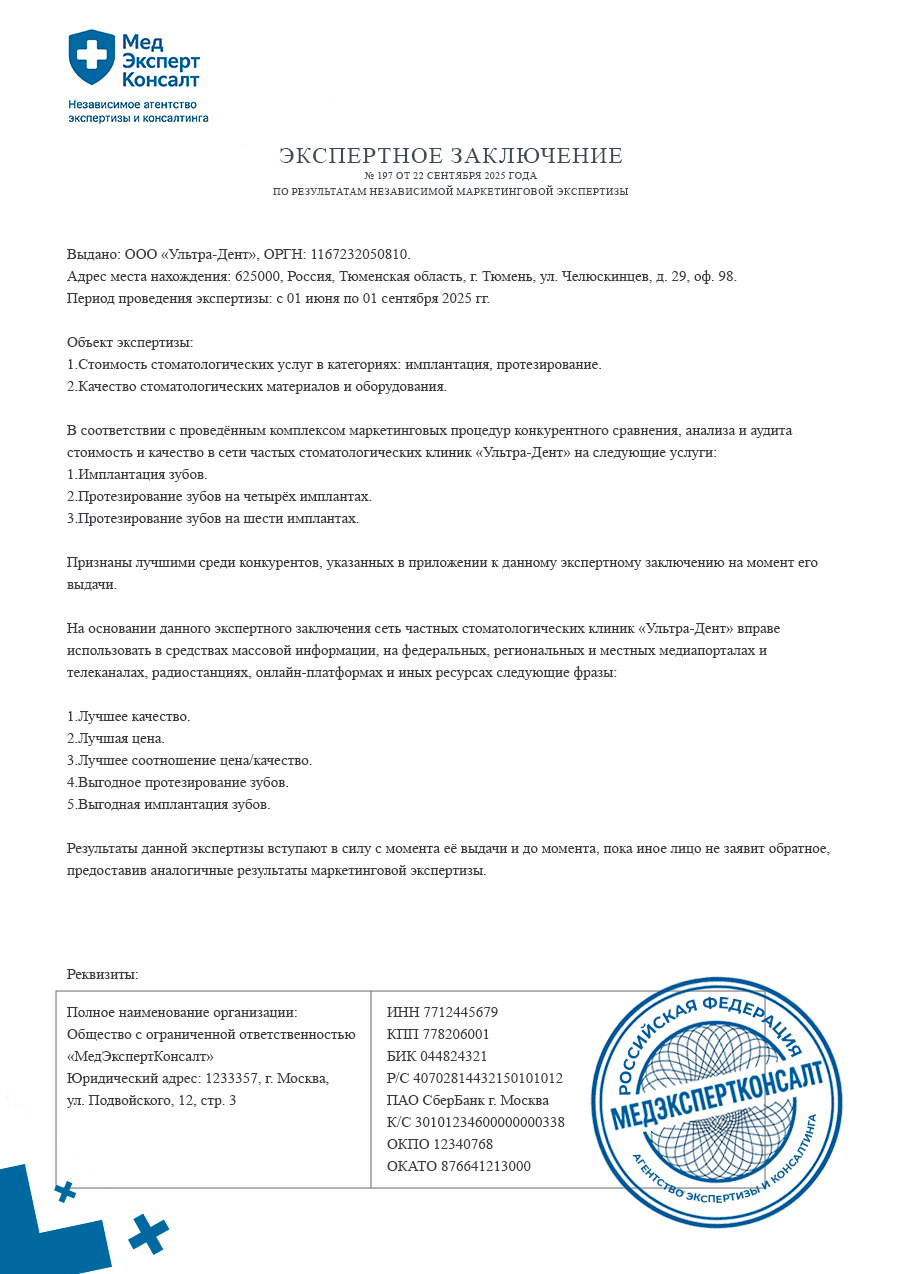 Мед
Эксперт
Консалт
Независимое агентство
экспертизы и консалтинга
ЭКСПЕРТНОЕ ЗАКЛЮЧЕНИЕ
№ 197 ОТ 22 СЕНТЯБРЯ 2025 ГОДА
ПО РЕЗУЛЬТАТАМ НЕЗАВИСИМОЙ МАРКЕТИНГОВОЙ ЭКСПЕРТИЗЫ
Выдано: ООО «Ультра-Дент», ОРГН: 1167232050810.
Адрес места нахождения: 625000, Россия, Тюменская область, г. Тюмень, ул. Челюскинцев, д. 29, оф. 98.
Период проведения экспертизы: с 01 июня по 01 сентября 2025 гг.
Объект экспертизы:
1.Стоимость стоматологических услуг в категориях: имплантация, протезирование.
2.Качество стоматологических материалов и оборудования.
В соответствии с проведённым комплексом маркетинговых процедур конкурентного сравнения, анализа и аудита
стоимость и качество в сети частых стоматологических клиник «Ультра-Дент» на следующие услуги:
1.Имплантация зубов.
2.Протезирование зубов на четырёх имплантах.
3.Протезирование зубов на шести имплантах.
Признаны лучшими среди конкурентов, указанных в приложении к данному экспертному заключению на момент его
выдачи.
На основании данного экспертного заключения сеть частных стоматологических клиник «Ультра-Дент» вправе
использовать в средствах массовой информации, на федеральных, региональных и местных медиапорталах и
телеканалах, радиостанциях, онлайн-платформах и иных ресурсах следующие фразы:
1.Лучшее качество.
2.Лучшая цена.
3.Лучшее соотношение цена/качество.
4.Выгодное протезирование зубов.
5.Выгодная имплантация зубов.
Результаты данной экспертизы вступают в силу с момента её выдачи и до момента, пока иное лицо не заявит обратное,
предоставив аналогичные результаты маркетинговой экспертизы.
Реквизиты:
Полное наименование организации:
Общество с ограниченной ответственностью
«МедЭкспертКонсалт»
Юридический адрес: 1233357, г. Москва,
ул. Подвойского, 12, стр. 3
ИНН 7712445679
КПП 778206001
БИК 044824321
Р/С 40702814432150101012
ПАО СберБанк г. Москва
К/С 30101234600000000338
ОКПО 12340768
ОКАТО 876641213000
РОССИЙСКАЯ ФЕДЕРАЦИЯ
МЕДЭКСПЕРТКОНСАЛТ
АГЕНТСТВО ЭКСПЕРТИЗЫ И КОНСАЛТИНГА